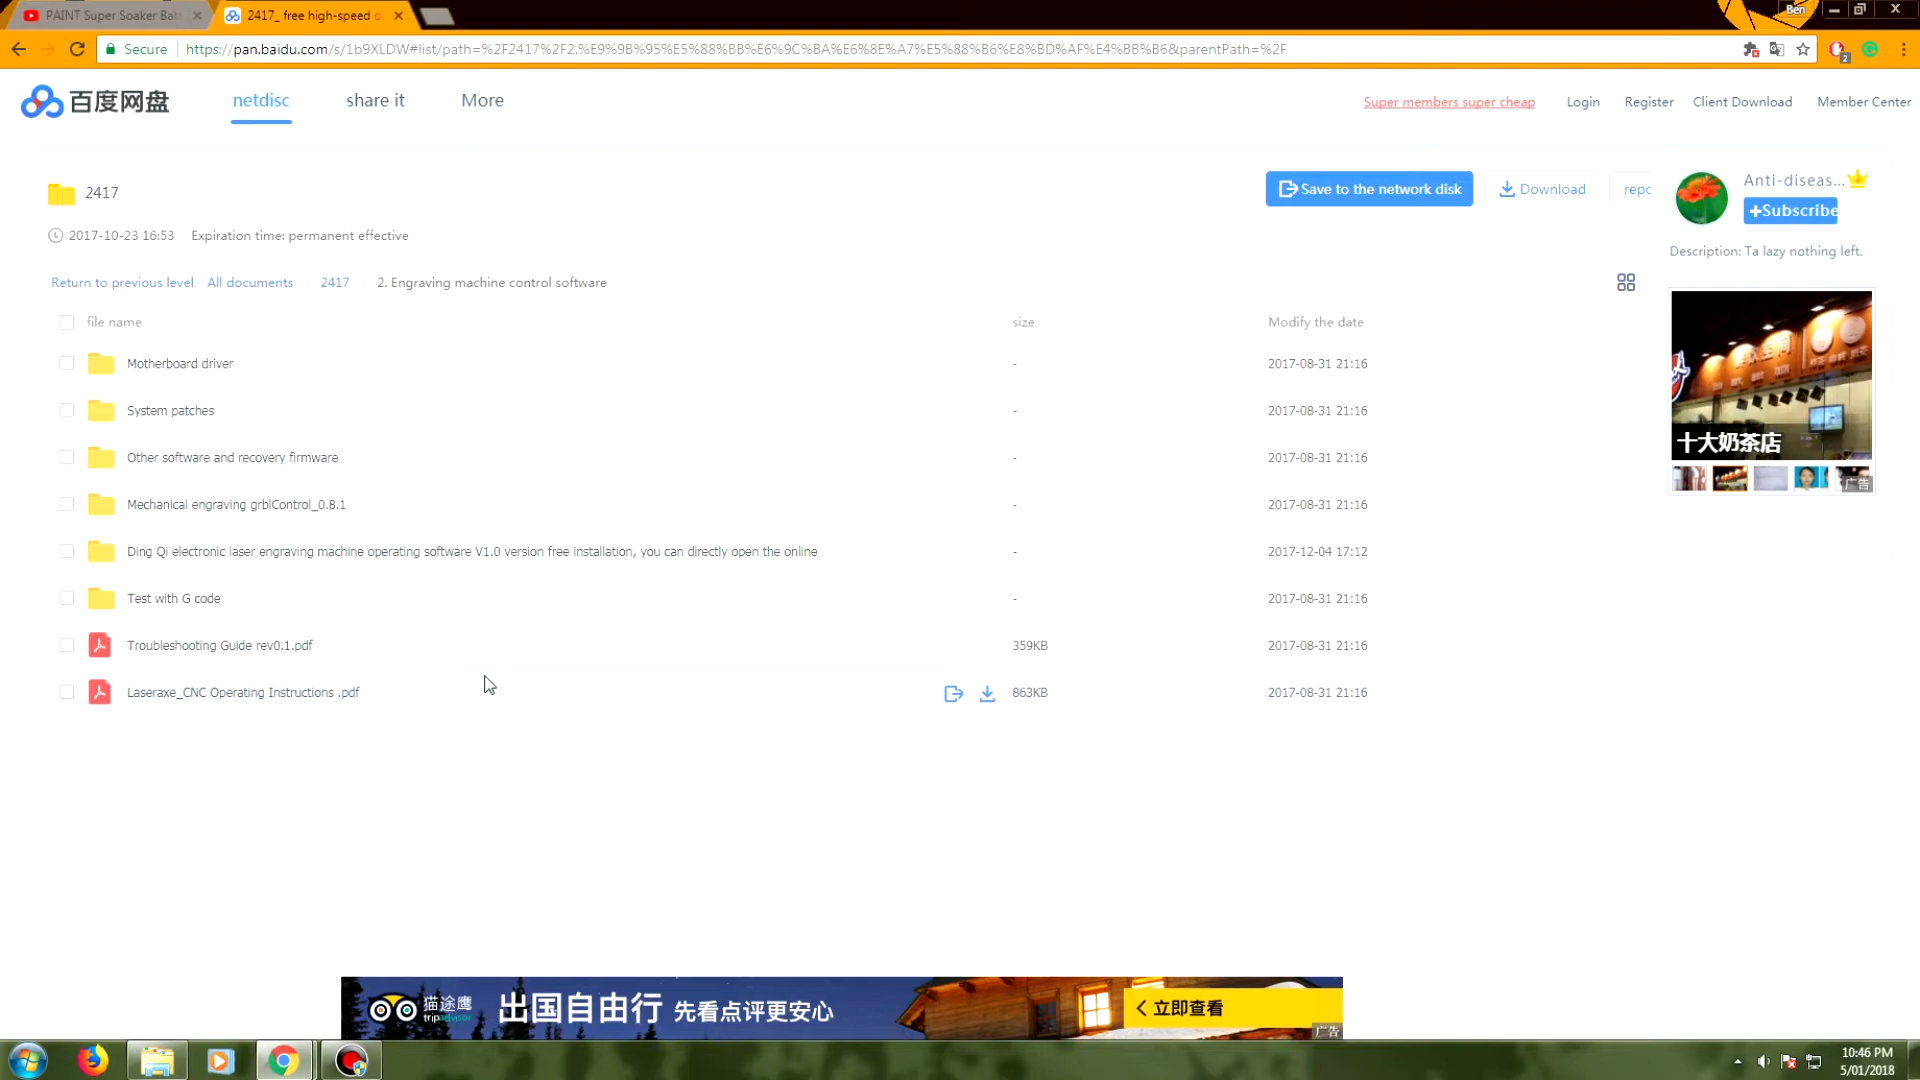 PAINT Super Soaker Batt
2417_ free high-speed d
Ben
Secure
https://pan.baidu.com/s/1b9XLDW#list/path=%2F2417%2F2.%E9%9B%95%E5%88%BB%E6%9C%BA%E6%8E%A7%E5%88%B6%E8%BD%AF%E4%BB%B6&parentPath=%2F
2
百度网盘
netdisc
share it
More
Super members super cheap
Login
Register
Client Download
Member Center
2417
Save to the network disk
Download
repo
Anti-diseas...
+Subscribe
2017-10-23 16:53 Expiration time: permanent effective
Description: Ta lazy nothing left.
Return to previous level All documents 2417 2. Engraving machine control software
file name size Modify the date
Motherboard driver - 2017-08-31 21:16
System patches - 2017-08-31 21:16
Other software and recovery firmware - 2017-08-31 21:16
Mechanical engraving grblControl_0.8.1 - 2017-08-31 21:16
Ding Qi electronic laser engraving machine operating software V1.0 version free installation, you can directly open the online - 2017-12-04 17:12
Test with G code - 2017-08-31 21:16
Troubleshooting Guide rev0.1.pdf 359KB 2017-08-31 21:16
Laseraxe_CNC Operating Instructions .pdf 863KB 2017-08-31 21:16
十大奶茶店
广告
猫途鹰
tripadvisor
出国自由行 先看点评更安心
立即查看
广告
10:46 PM
5/01/2018